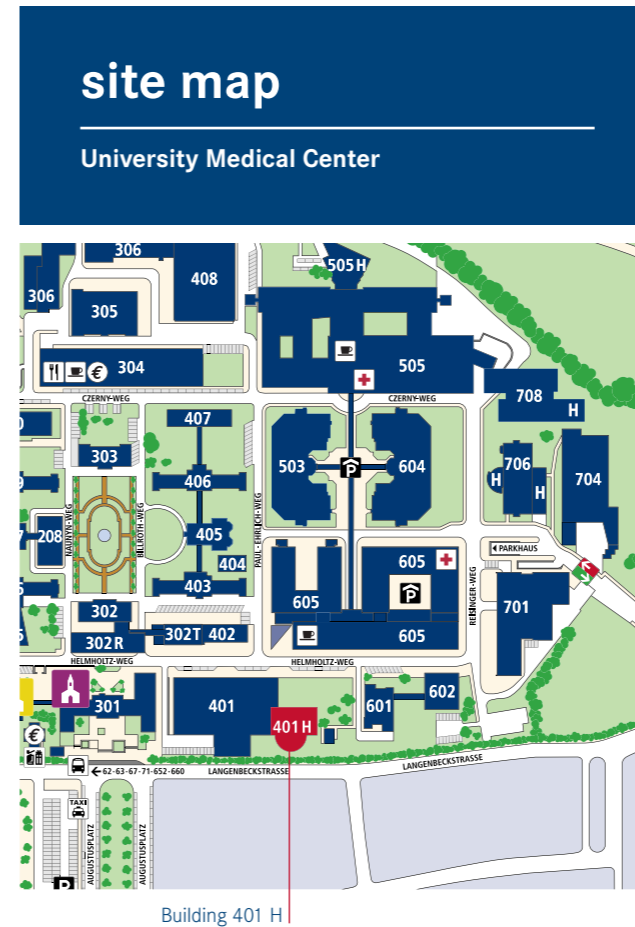 site map
University Medical Center
306
306
408
505 H
305
304
€
505
CZERNY-WEG
CZERNY-WEG
708
H
407
303
503
604
706
704
H
H
406
P
NAUNYN-WEG
BILLROTH-WEG
PAUL-EHRLICH-WEG
208
405
404
PARKHAUS
403
605
605
P
REISINGER-WEG
701
302
302 R
302T
402
605
HELMHOLTZ-WEG
HELMHOLTZ-WEG
301
401
401 H
601
602
€
62-63-67-71-652-660
LANGENBECKSTRASSE
LANGENBECKSTRASSE
TAXI
AUGUSTUSPLATZ
AUGUSTUSPLATZ
P
Building 401 H